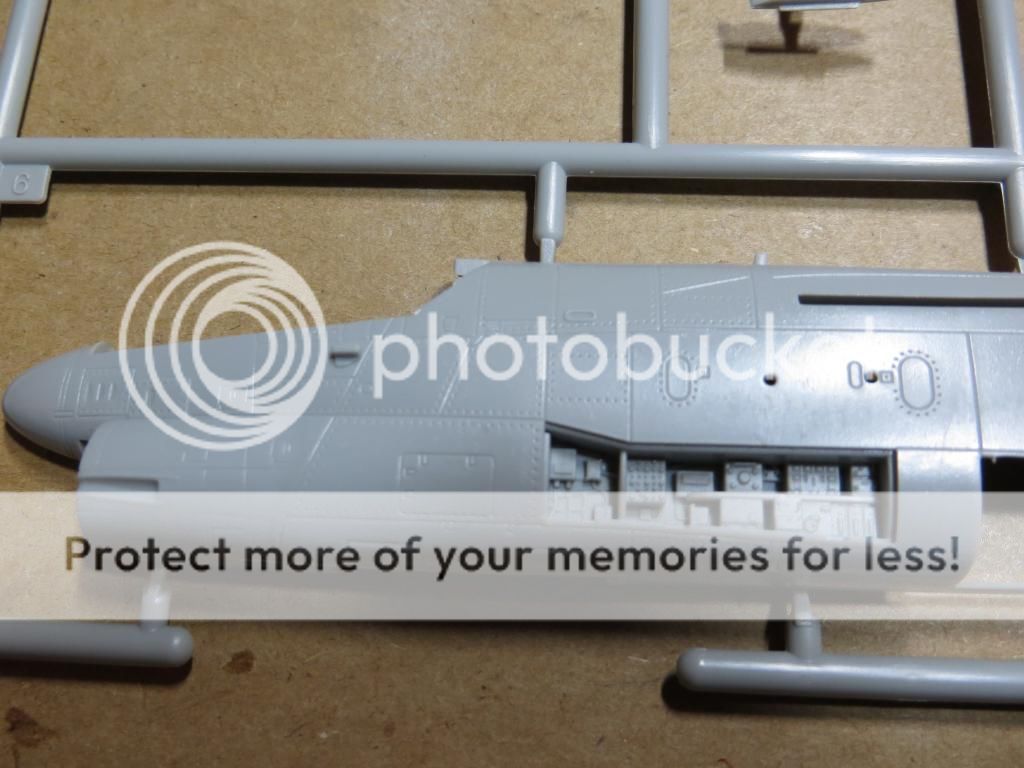 6
photobucket
Protect more of your memories for less!